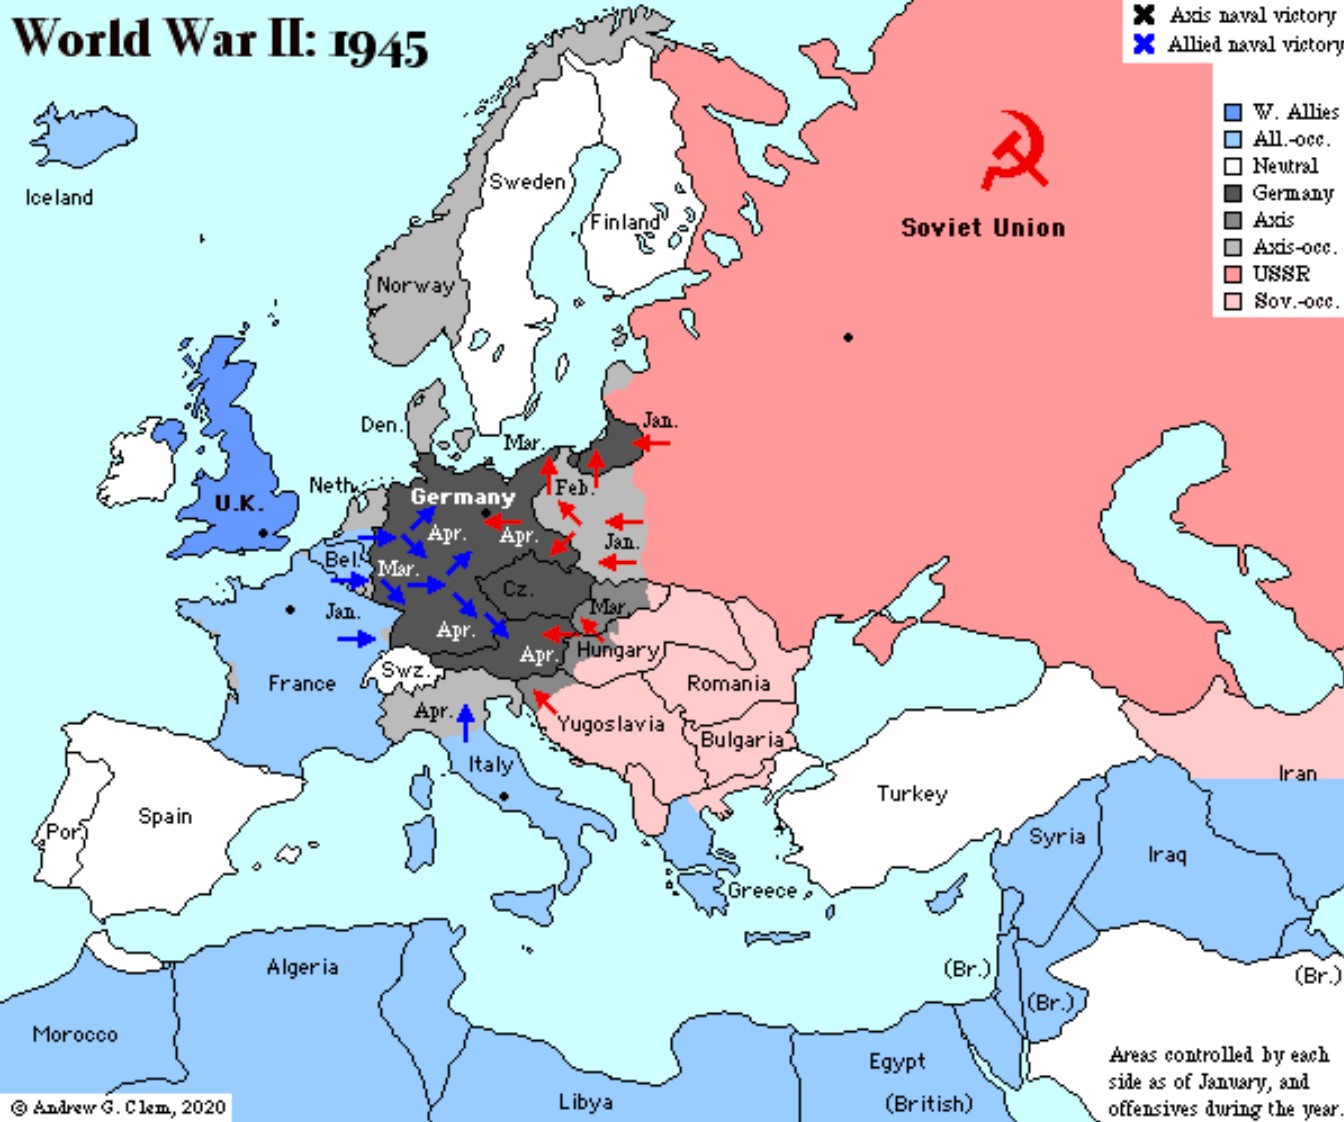 World War II: 1945
Axis naval victory
Allied naval victory
W. Allies
All.-occ.
Neutral
Germany
Axis
Axis-occ.
USSR
Sov.-occ.
Iceland
Sweden
Finland
Soviet Union
Norway
Den.
Mar.
Jan.
Neth.
Germany
Feb.
U.K.
Apr.
Apr.
Jan.
Bel.
Mar.
Cz.
Jan.
Mar.
Apr.
Apr.
Hungary
Swz.
France
Romania
Apr.
Yugoslavia
Bulgaria
Italy
Iran
Turkey
Spain
Por.
Syria
Iraq
Greece
Algeria
(Br.)
(Br.)
(Br.)
Morocco
Egypt
(British)
Libya
Areas controlled by each
side as of January, and
offensives during the year.
© Andrew G. Clem, 2020